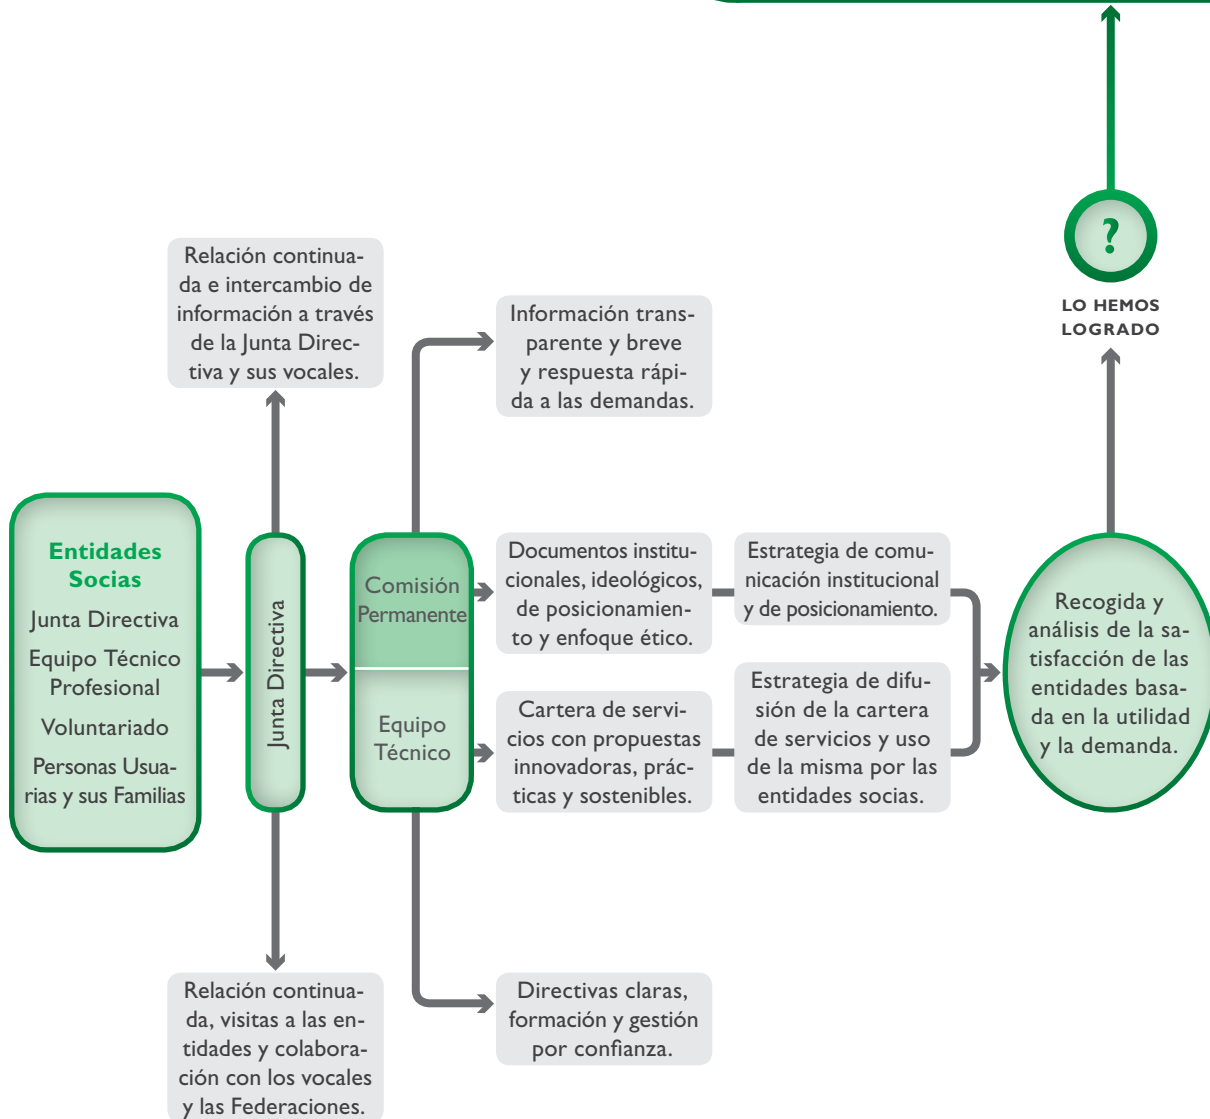 ?
LO HEMOS
LOGRADO
Relación continua-
da e intercambio de
información a través
de la Junta Direc-
tiva y sus vocales.
Información trans-
parente y breve
y respuesta rápi-
da a las demandas.
Entidades
Socias
Junta Directiva
Equipo Técnico
Profesional
Voluntariado
Personas Usua-
rias y sus Familias
Junta Directiva
Comisión
Permanente
Equipo
Técnico
Documentos institu-
cionales, ideológicos,
de posicionamien-
to y enfoque ético.
Estrategia de comu-
nicación institucional
y de posicionamiento.
Cartera de servi-
cios con propuestas
innovadoras, prác-
ticas y sostenibles.
Estrategia de difu-
sión de la cartera
de servicios y uso
de la misma por las
entidades socias.
Recogida y
análisis de la sa-
tisfacción de las
entidades basa-
da en la utilidad
y la demanda.
Relación continua-
da, visitas a las en-
tidades y colabora-
ción con los vocales
y las Federaciones.
Directivas claras,
formación y gestión
por confianza.